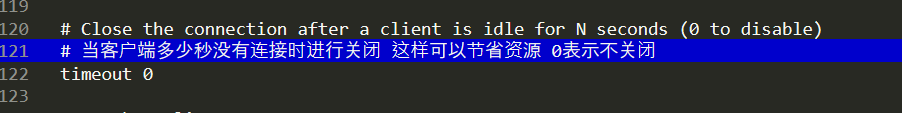 119
120 # Close the connection after a client is idle for N seconds (0 to disable)
121 # 当客户端多少秒没有连接时进行关闭 这样可以节省资源 0表示不关闭
122 timeout 0
123